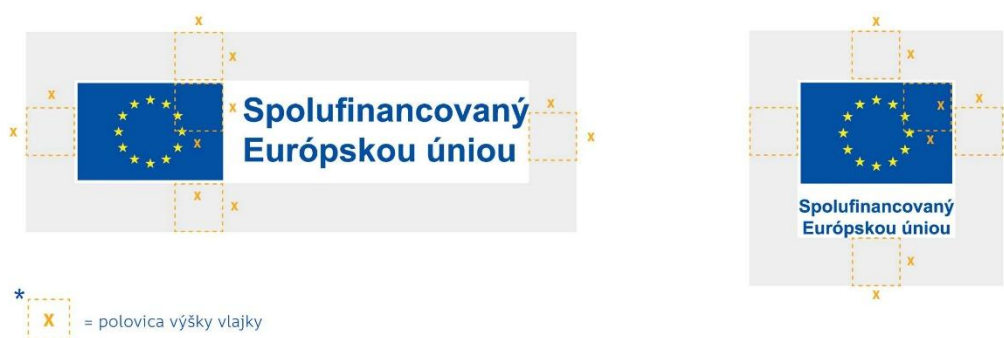 x
x
x
x
x
x
x
x
x
x
x
Spolufinancovaný
Európskou úniou
x
x
x
x
x
x
x
Spolufinancovaný
Európskou úniou
*
x = polovica výšky vlajky